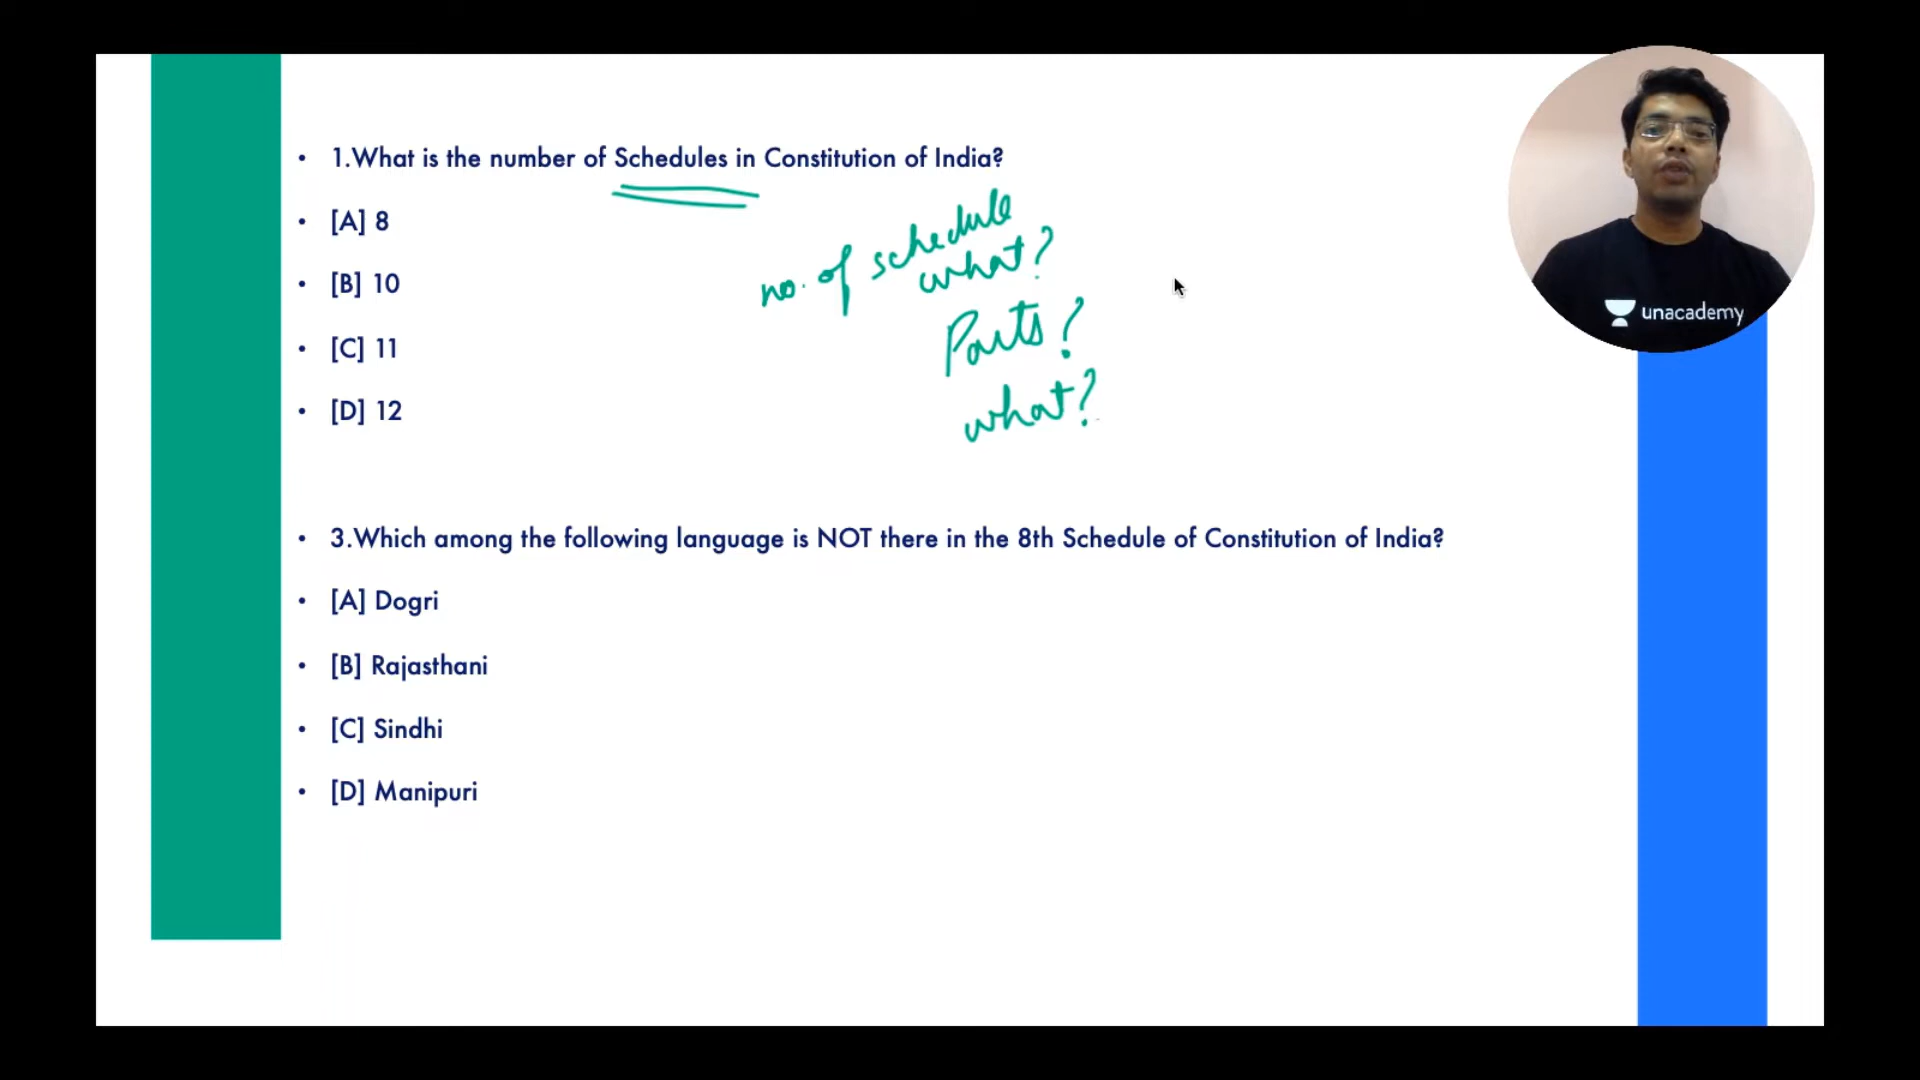 • 1.What is the number of Schedules in Constitution of India?
• [A] 8
• [B] 10
• [C] 11
• [D] 12
no. of schedule
what?
Parts?
what?
• 3.Which among the following language is NOT there in the 8th Schedule of Constitution of India?
• [A] Dogri
• [B] Rajasthani
• [C] Sindhi
• [D] Manipuri
unacademy